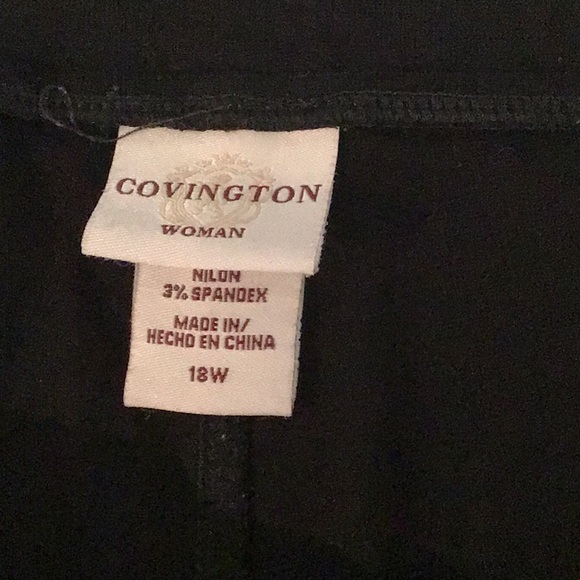 COVINGTON
WOMAN
NILON
3% SPANDEX
MADE IN/
HECHO EN CHINA
18W